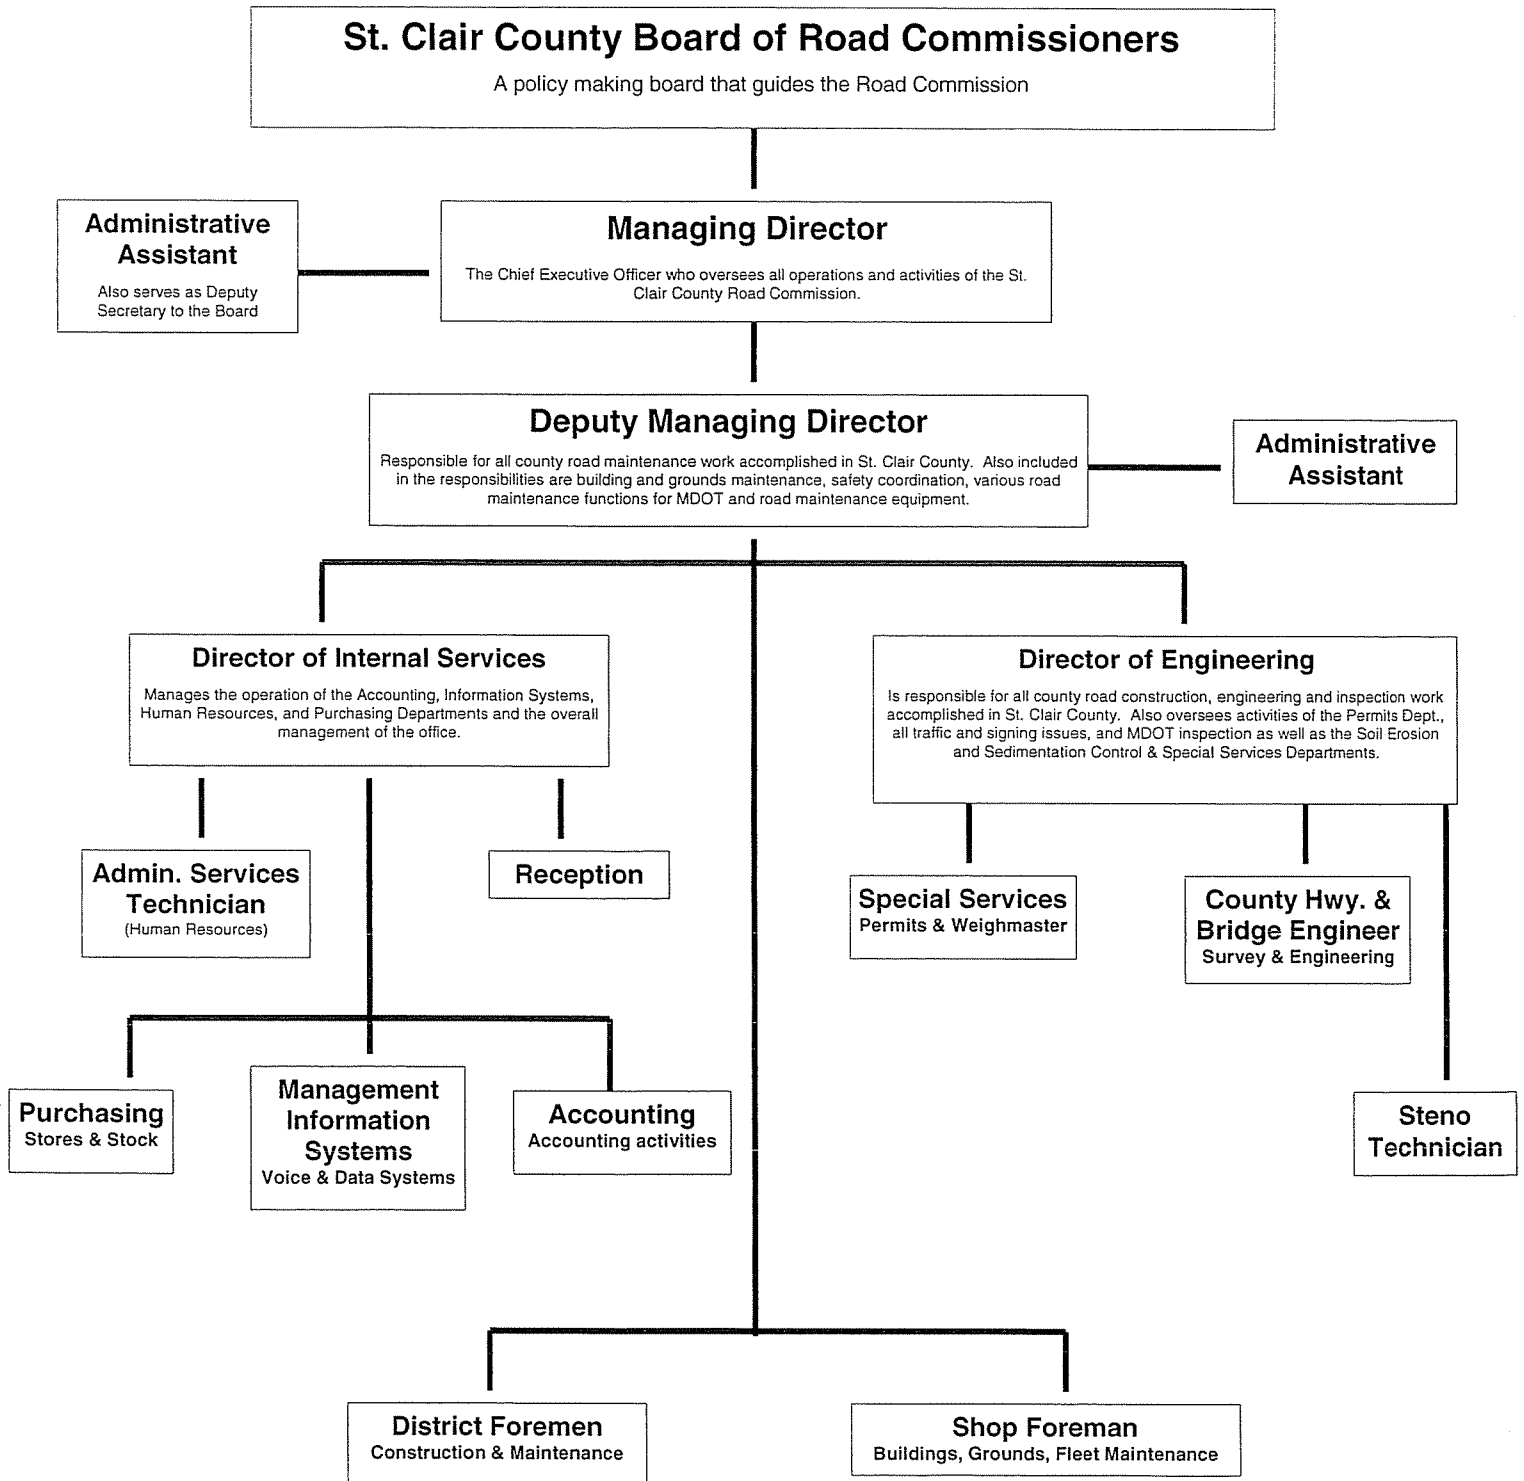 St. Clair County Board of Road Commissioners
A policy making board that guides the Road Commission
Administrative
Assistant
Also serves as Deputy
Secretary to the Board
Managing Director
The Chief Executive Officer who oversees all operations and activities of the St.
Clair County Road Commission.
Deputy Managing Director
Responsible for all county road maintenance work accomplished in St. Clair County. Also included
in the responsibilities are building and grounds maintenance, safety coordination, various road
maintenance functions for MDOT and road maintenance equipment.
Administrative
Assistant
Director of Internal Services
Manages the operation of the Accounting, Information Systems,
Human Resources, and Purchasing Departments and the overall
management of the office.
Director of Engineering
Is responsible for all county road construction, engineering and inspection work
accomplished in St. Clair County. Also oversees activities of the Permits Dept.,
all traffic and signing issues, and MDOT inspection as well as the Soil Erosion
and Sedimentation Control & Special Services Departments.
Admin. Services
Technician
(Human Resources)
Reception
Special Services
Permits & Weighmaster
County Hwy. &
Bridge Engineer
Survey & Engineering
Purchasing
Stores & Stock
Management
Information
Systems
Voice & Data Systems
Accounting
Accounting activities
Steno
Technician
District Foremen
Construction & Maintenance
Shop Foreman
Buildings, Grounds, Fleet Maintenance